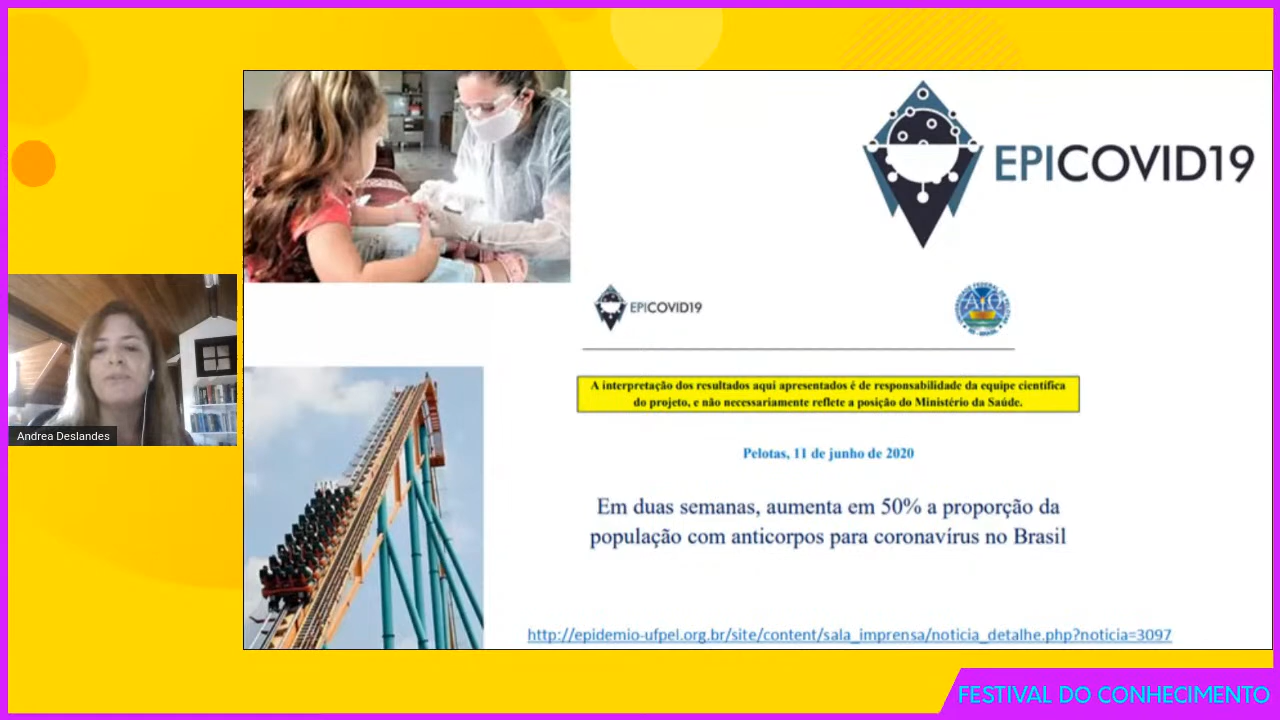 EPICOVID19
Andrea Deslandes
EPICOVID19
A interpretação dos resultados aqui apresentados é de responsabilidade da equipe científica
do projeto, e não necessariamente reflete a posição do Ministério da Saúde.
Pelotas, 11 de junho de 2020
Em duas semanas, aumenta em 50% a proporção da
população com anticorpos para coronavírus no Brasil
http://epidemio-ufpel.org.br/site/content/sala_imprensa/noticia_detalhe.php?noticia=3097
FESTIVAL DO CONHECIMENTO